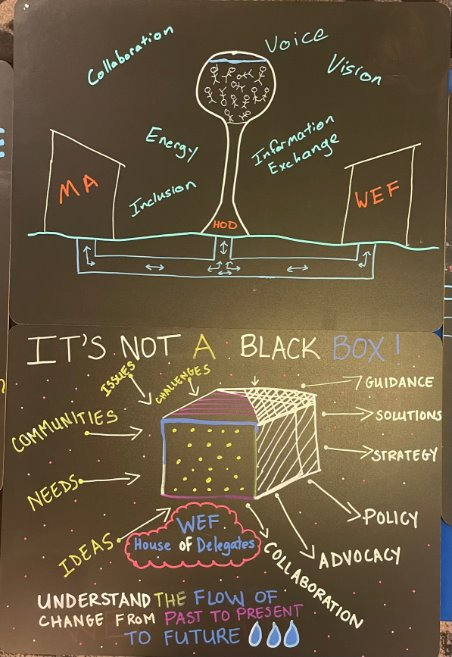 Collaboration
Voice
Vision
Energy
Information
Exchange
Inclusion
MA
HOD
WEF
IT'S NOT A BLACK BOX!
ISSUES
CHALLENGES
GUIDANCE
COMMUNITIES
SOLUTIONS
STRATEGY
NEEDS
POLICY
IDEAS
WEF
House of Delegates
COLLABORATION
ADVOCACY
UNDERSTAND THE FLOW OF
CHANGE FROM PAST TO PRESENT
TO FUTURE